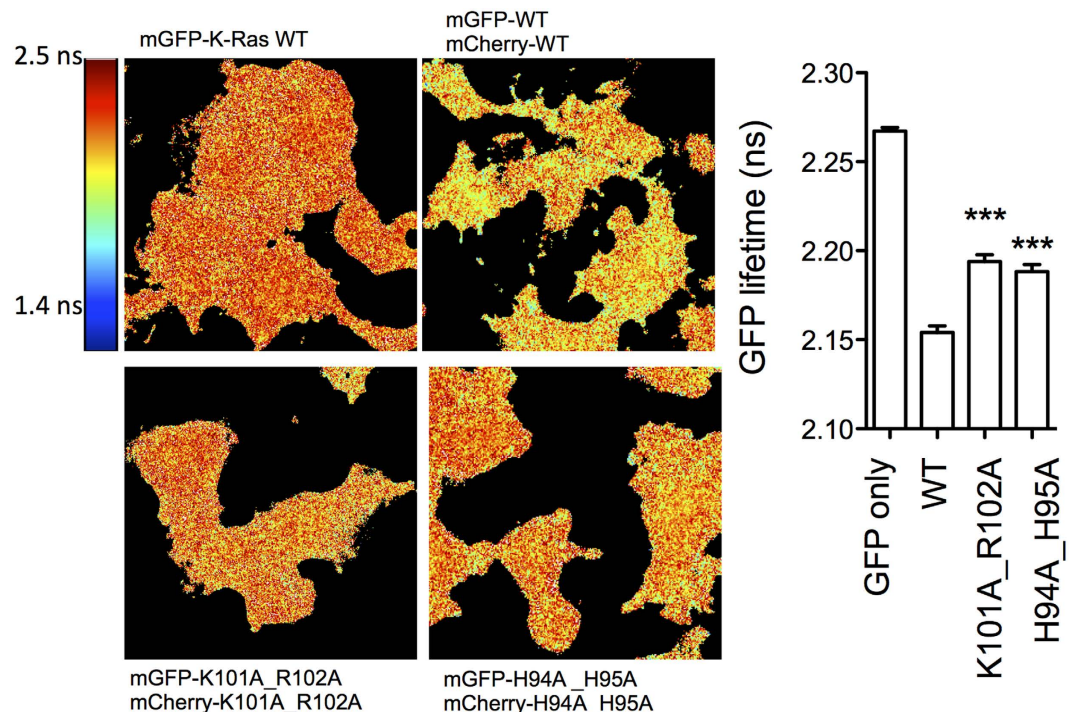 mGFP-K-Ras WT
mGFP-WT
mCherry-WT
2.5 ns
1.4 ns
mGFP-K101A_R102A
mCherry-K101A_R102A
mGFP-H94A_H95A
mCherry-H94A_H95A
GFP lifetime (ns)
2.30
2.25
2.20
2.15
2.10
***
***
GFP only
WT
K101A_R102A
H94A_H95A